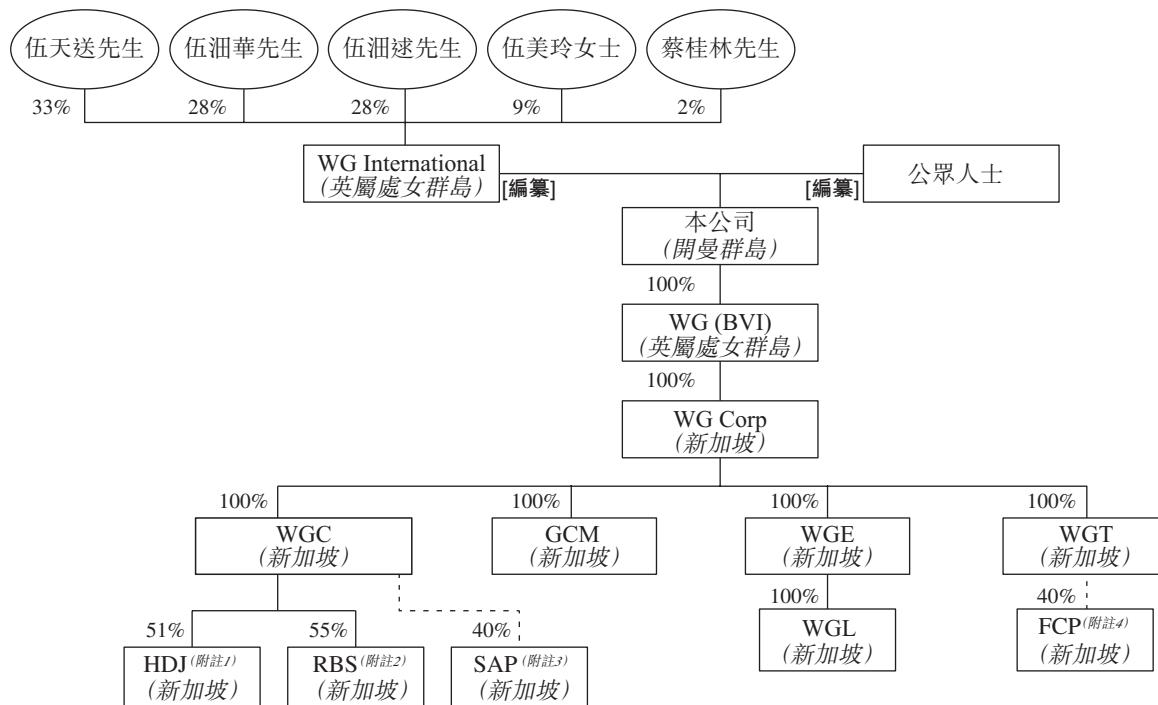 伍天送先生
伍沺華先生
伍沺逑先生
伍美玲女士
蔡桂林先生
33%
28%
28%
9%
2%
WG International
(英屬處女群島)
[編纂]
[編纂]
公眾人士
本公司
(開曼群島)
100%
WG (BVI)
(英屬處女群島)
100%
WG Corp
(新加坡)
100%
100%
100%
100%
WGC
(新加坡)
GCM
(新加坡)
WGE
(新加坡)
WGT
(新加坡)
51%
55%
40%
100%
40%
HDJ (附註1)
(新加坡)
RBS (附註2)
(新加坡)
SAP (附註3)
(新加坡)
WGL
(新加坡)
FCP (附註4)
(新加坡)